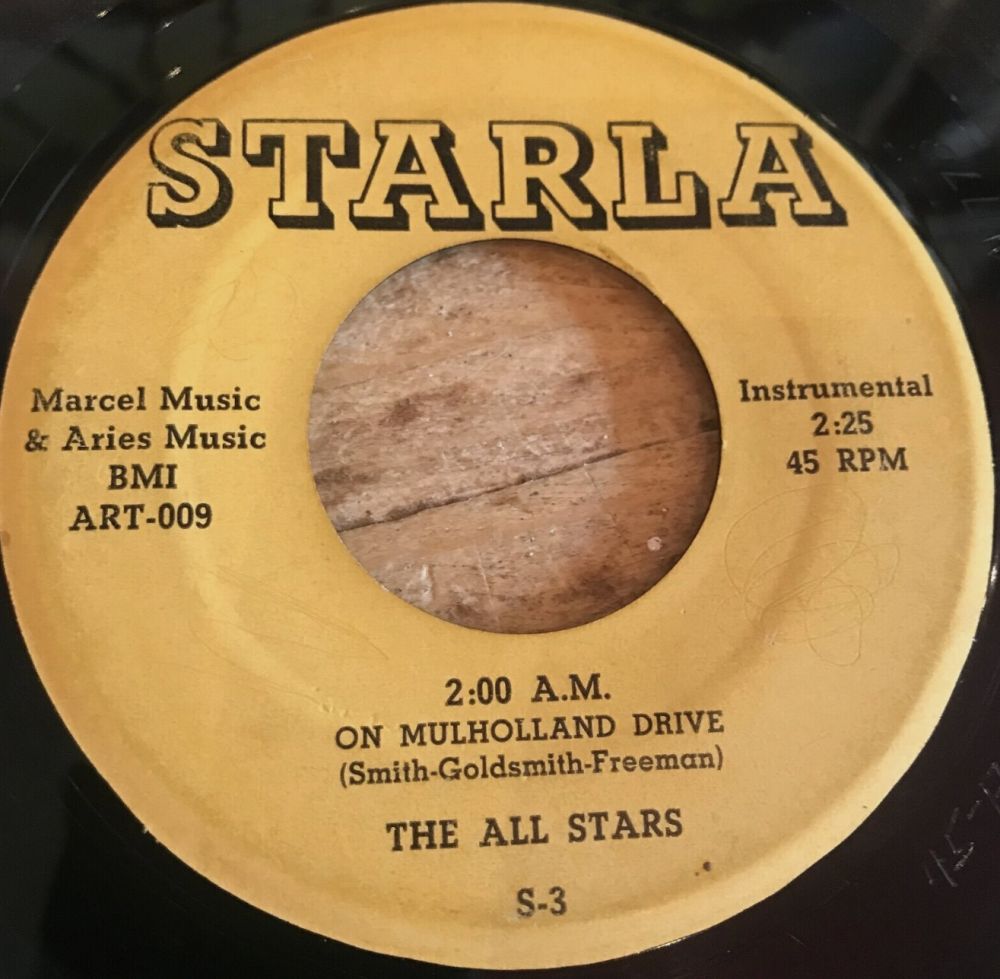 STARLA
Marcel Music
& Aries Music
BMI
ART-009
Instrumental
2:25
45 RPM
2:00 A.M.
ON MULHOLLAND DRIVE
(Smith-Goldsmith-Freeman)
THE ALL STARS
S-3